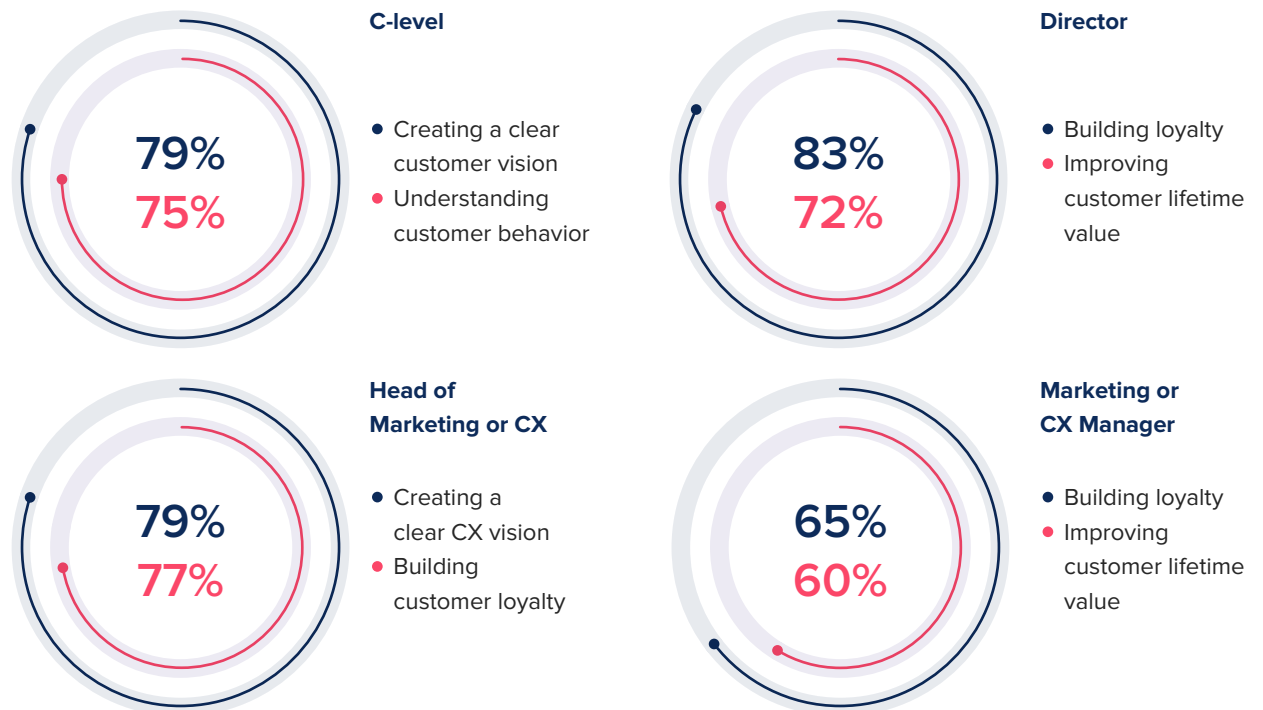 C-level
79%
75%
Creating a clear
customer vision
Understanding
customer behavior
Director
83%
72%
Building loyalty
Improving
customer lifetime
value
Head of
Marketing or CX
79%
77%
Creating a
clear CX vision
Building
customer loyalty
Marketing or
CX Manager
65%
60%
Building loyalty
Improving
customer lifetime
value